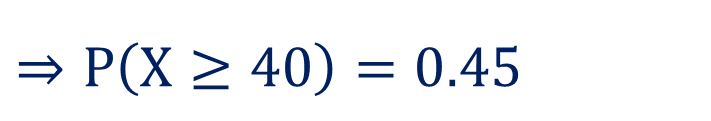 ⇒ P(X ≥ 40) = 0.45